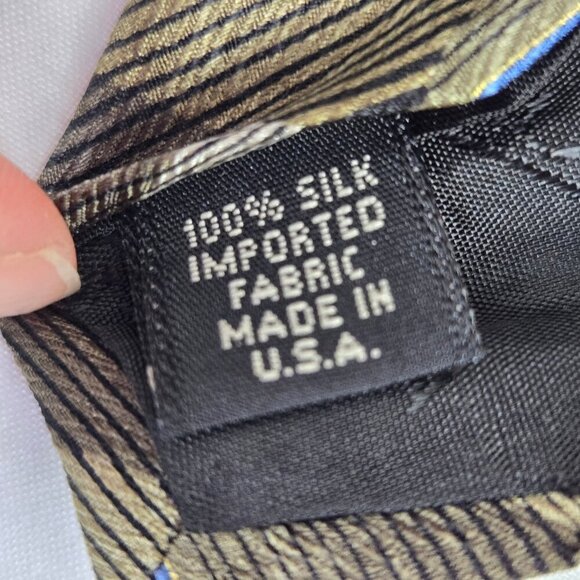 100% SILK
IMPORTED
FABRIC
MADE IN
U.S.A.